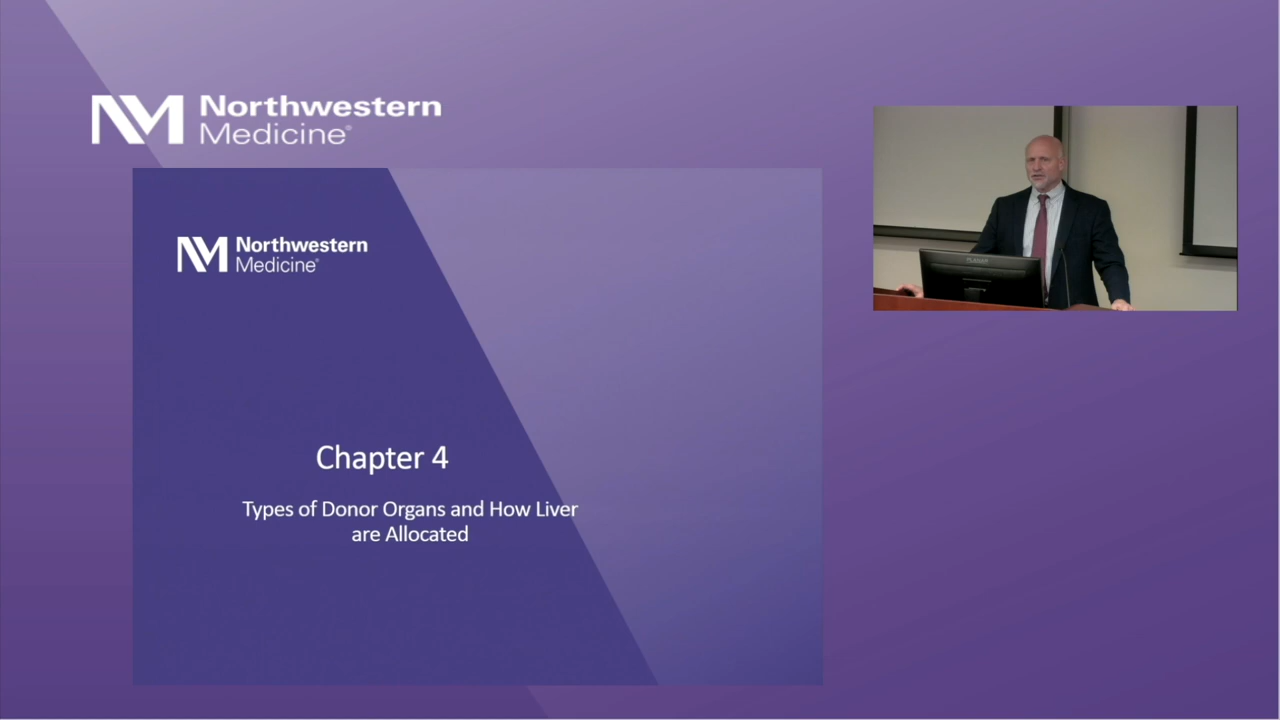 Northwestern
Medicine®
Northwestern
Medicine®
Chapter 4
Types of Donor Organs and How Liver
are Allocated